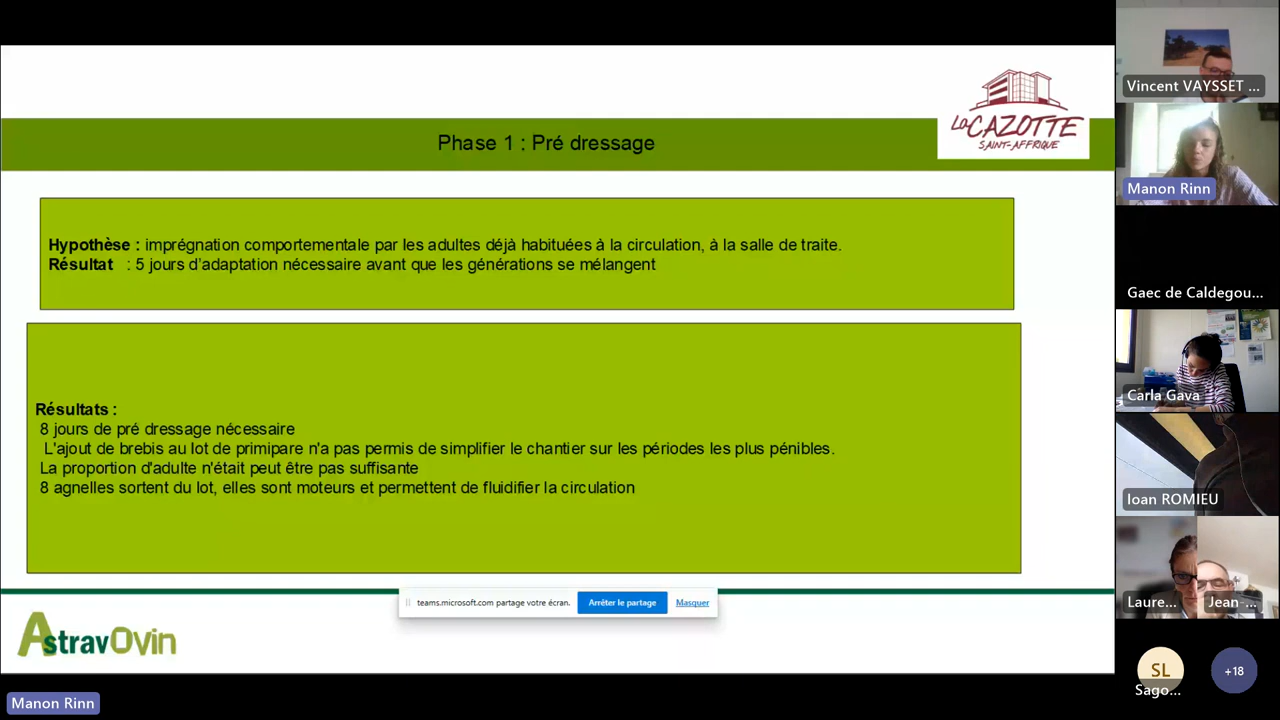 La CAZOTTE
SAINT-AFFRIQUE
Phase 1 : Pré dressage
Hypothèse : imprégnation comportementale par les adultes déjà habituées à la circulation, à la salle de traite.
Résultat : 5 jours d'adaptation nécessaire avant que les générations se mélangent
Résultats :
8 jours de pré dressage nécessaire
L'ajout de brebis au lot de primipare n'a pas permis de simplifier le chantier sur les périodes les plus pénibles.
La proportion d'adulte n'était peut être pas suffisante
8 agnelles sortent du lot, elles sont moteurs et permettent de fluidifier la circulation
teams.microsoft.com partage votre écran. Arrêter le partage Masquer
AstravOvin
Manon Rinn
Vincent VAYSSET ...
Manon Rinn
Gaec de Caldegou...
Carla Gava
Ioan ROMIEU
Laure... Jean-...
SL +18
Sago...